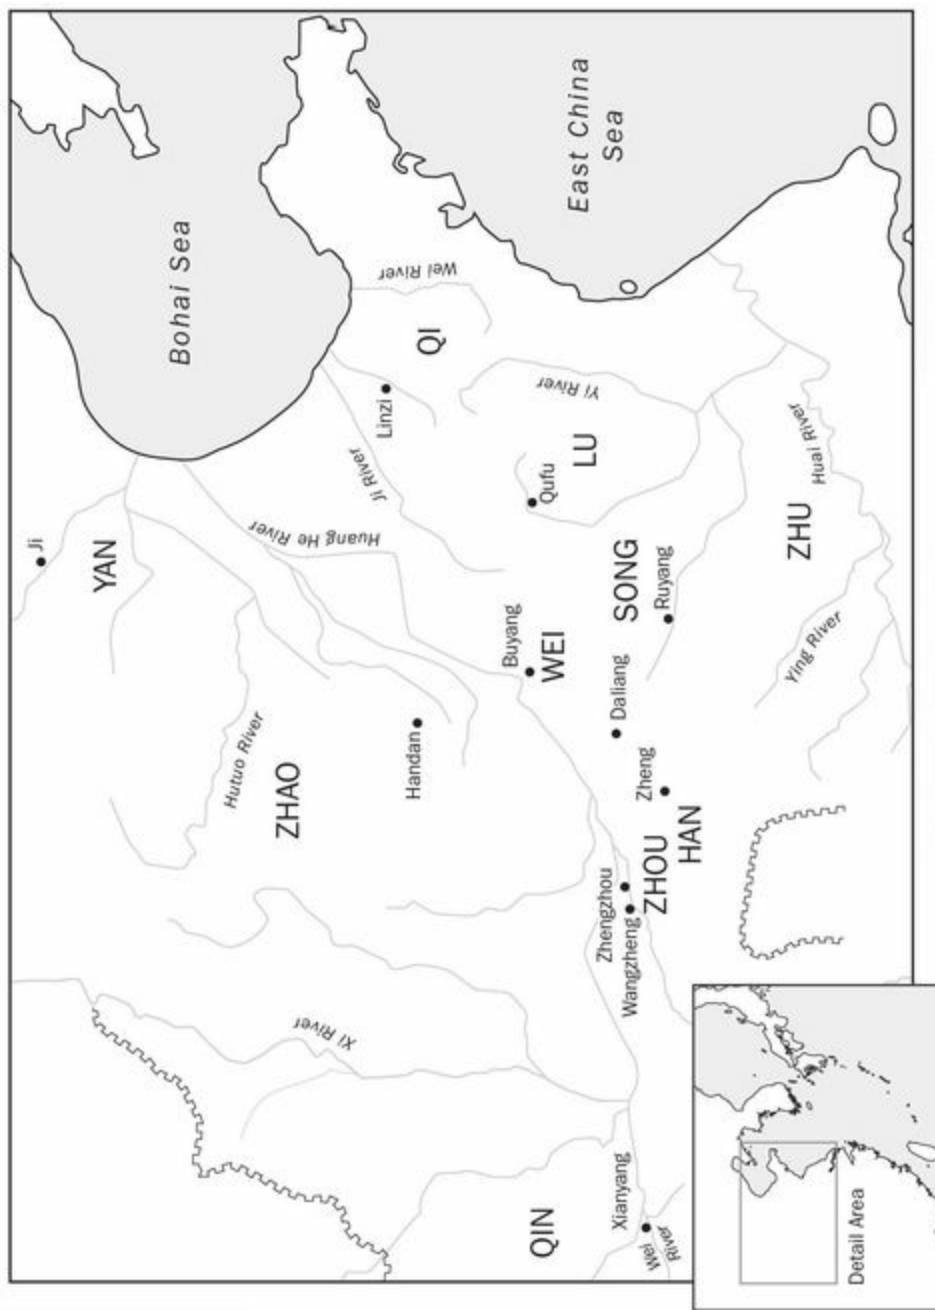 Bohai Sea
East China
Sea
Wei River
QI
Linzi
Yi River
Ji River
LU
Qufu
Huai River
Ji
YAN
Huang He River
SONG
ZHU
Ruyang
Buyang
WEI
Ying River
Daliang
Hutuo River
ZHAO
Handan
Zheng
HAN
ZHOU
Zhengzhou
Wangzheng
Xi River
QIN
Xianyang
Wei
River
Detail Area